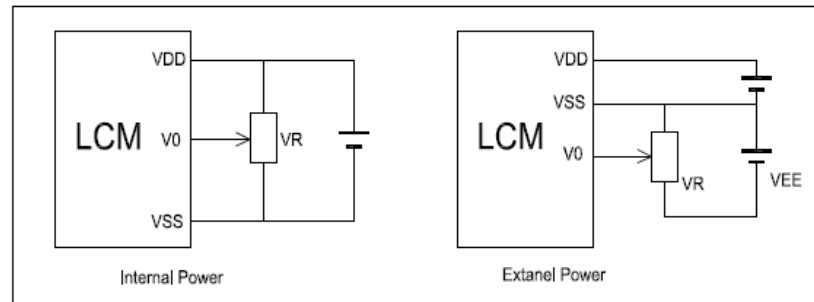 VDD
LCM
V0
VR
VSS
Internal Power
VDD
VSS
LCM
V0
VR
VEE
Extanel Power